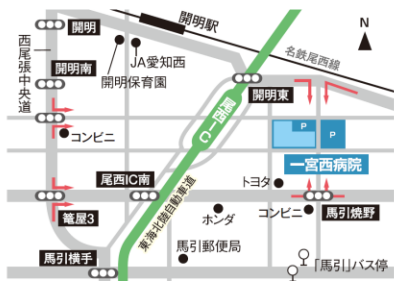 開明
開明駅
N
西尾張中央道
JA愛知西
名鉄尾西線
開明南
開明保育園
開明東
尾西IC
P
P
コンビニ
一宮西病院
尾西IC南
トヨタ
篭屋3
東海北陸自動車道
ホンダ
コンビニ
馬引焼野
馬引郵便局
馬引横手
「馬引」バス停